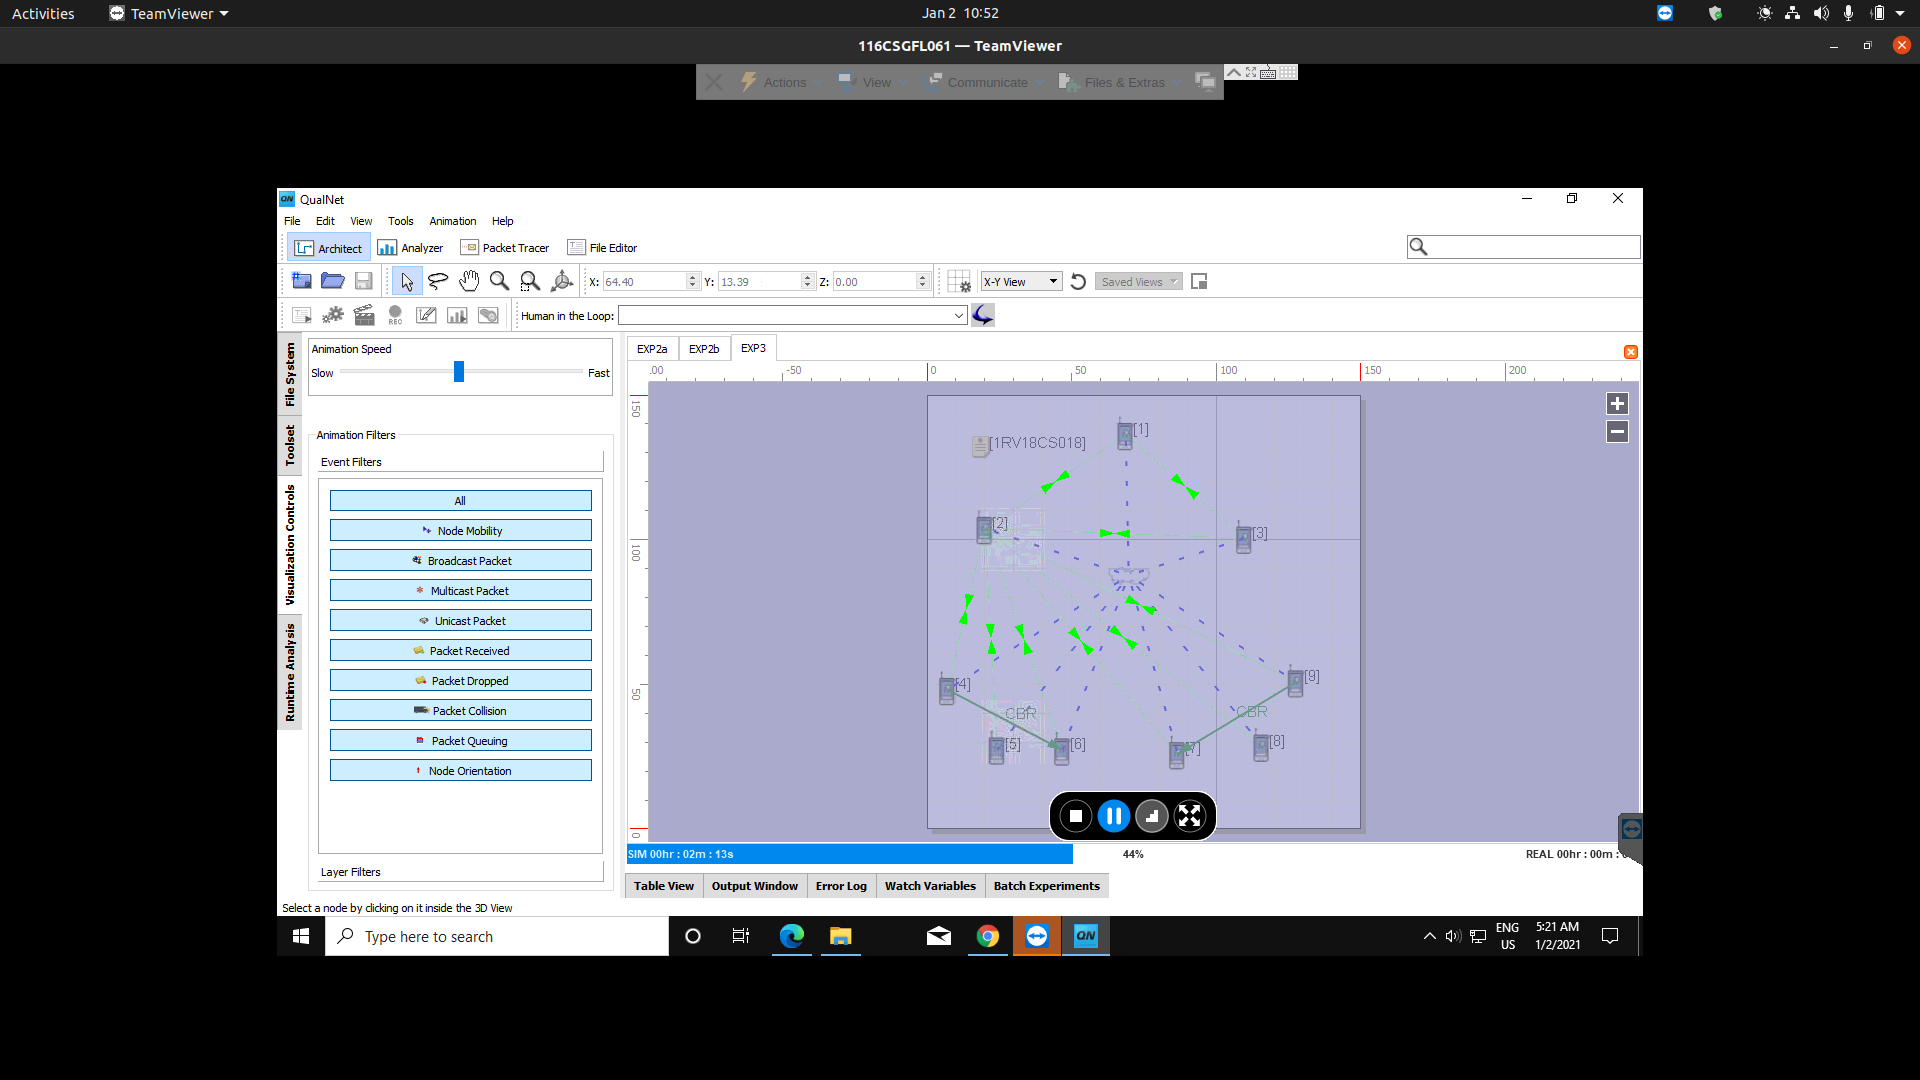 Activities
TeamViewer
Jan 2 10:52
116CSGFL061 — TeamViewer
Actions
View
Communicate
Files & Extras
QN QualNet
File Edit View Tools Animation Help
Architect
Analyzer
Packet Tracer
File Editor
X: 64.40
Y: 13.39
Z: 0.00
X-Y View
Saved Views
REC
Human in the Loop:
File System
Toolset
Visualization Controls
Runtime Analysis
Animation Speed
Slow
Fast
Animation Filters
Event Filters
All
Node Mobility
Broadcast Packet
Multicast Packet
Unicast Packet
Packet Received
Packet Dropped
Packet Collision
Packet Queuing
Node Orientation
Layer Filters
EXP2a EXP2b EXP3
.00 -50 0 50 100 150 200
150
100
50
0
[1RV18CS018]
[1]
[2]
[3]
[4]
[9]
CBR
CBR
[5]
[6]
[7]
[8]
SIM 00hr : 02m : 13s
44%
REAL 00hr : 00m :
Table View
Output Window
Error Log
Watch Variables
Batch Experiments
Select a node by clicking on it inside the 3D View
Type here to search
QN
ENG
US
5:21 AM
1/2/2021